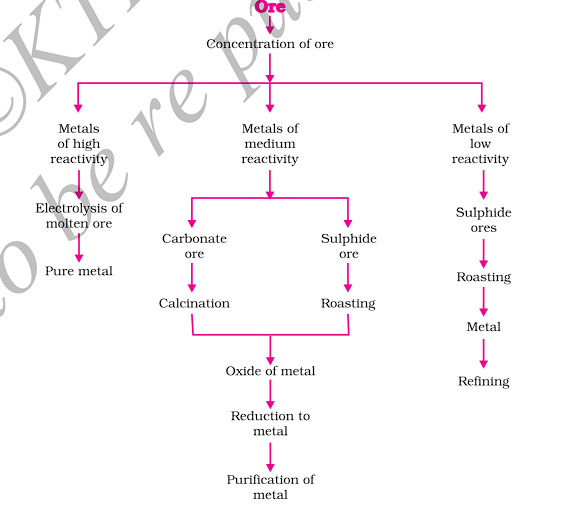 Ore
Concentration of ore
Metals
of high
reactivity
Electrolysis of
molten ore
Pure metal
Metals of
medium
reactivity
Carbonate
ore
Calcination
Sulphide
ore
Roasting
Oxide of metal
Reduction to
metal
Purification of
metal
Metals of
low
reactivity
Sulphide
ores
Roasting
Metal
Refining
to be re